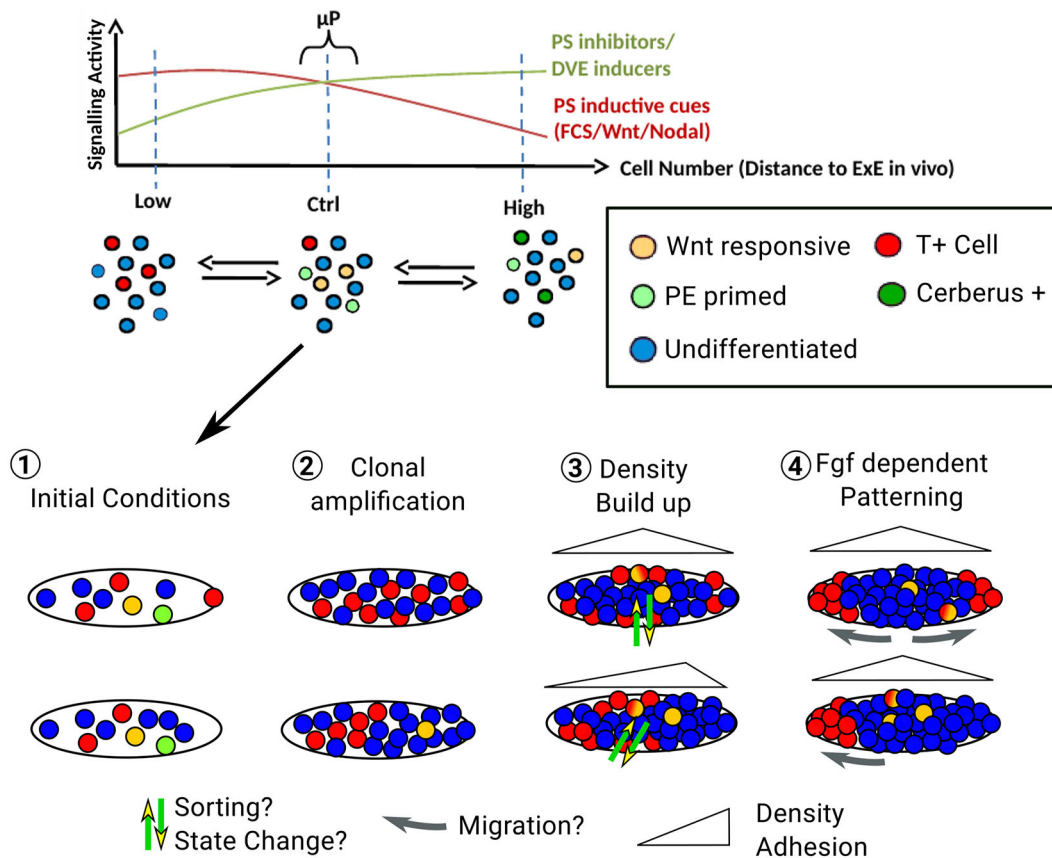 μP
PS inhibitors/
DVE inducers
Signalling Activity
PS inductive cues
(FCS/Wnt/Nodal)
Cell Number (Distance to ExE in vivo)
Low
Ctrl
High
Wnt responsive
T+ Cell
PE primed
Cerberus +
Undifferentiated
1
Initial Conditions
2
Clonal
amplification
3
Density
Build up
4
Fgf dependent
Patterning
Sorting?
State Change?
Migration?
Density
Adhesion